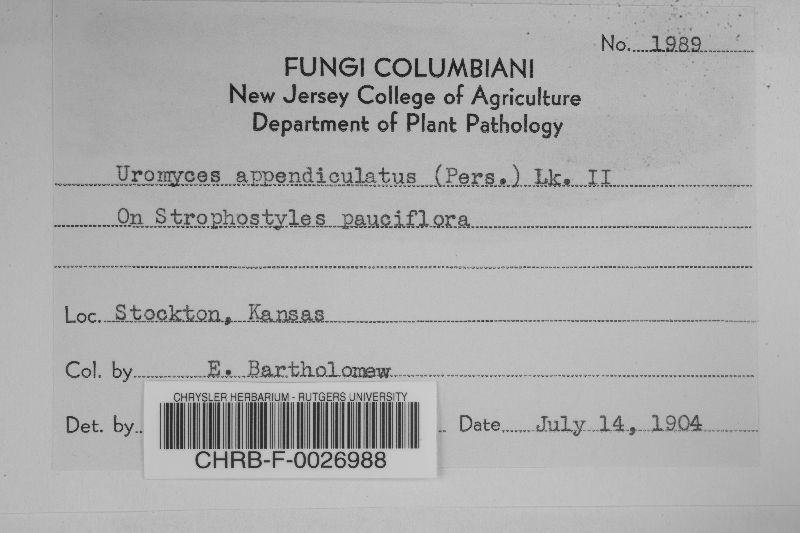 No. 1989
FUNGI COLUMBIANI
New Jersey College of Agriculture
Department of Plant Pathology
Uromyces appendiculatus (Pers.) Lk. II
On Strophostyles pauciflora
Loc. Stockton, Kansas
Col. by E. Bartholomew
Det. by
Date July 14, 1904
CHRYSLER HERBARIUM - RUTGERS UNIVERSITY
CHRB-F-0026988